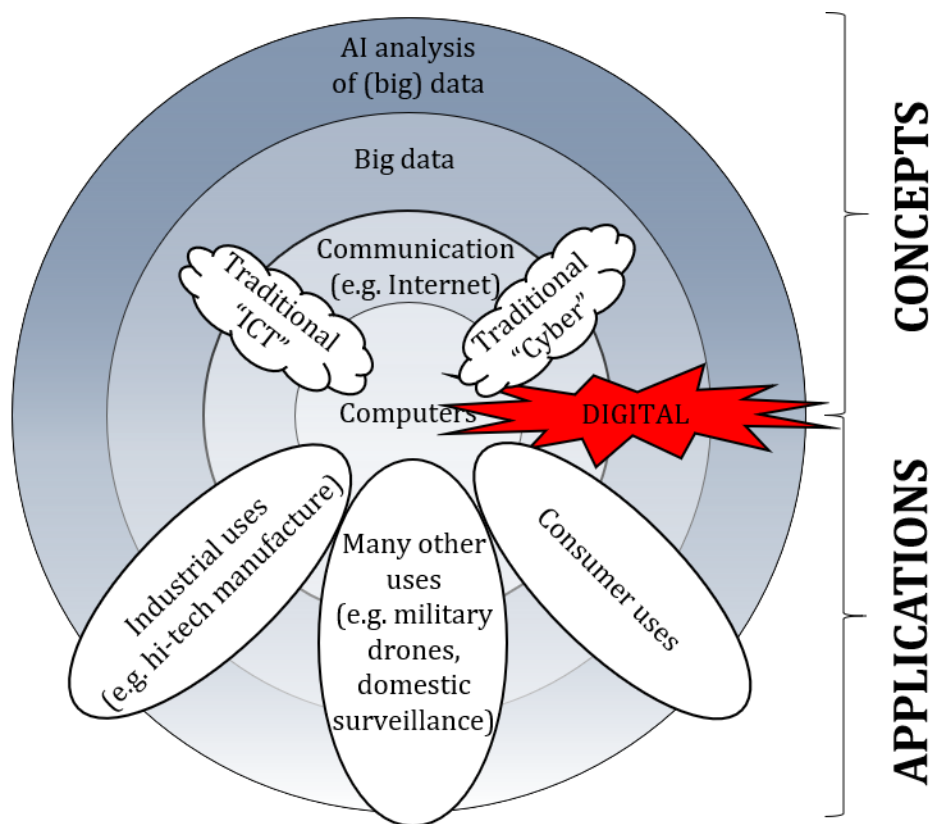 AI analysis
of (big) data
Big data
Communication
(e.g. Internet)
Traditional
“ICT”
Traditional
“Cyber”
Computers
DIGITAL
Industrial uses
(e.g. hi-tech manufacture)
Many other
uses
(e.g. military
drones,
domestic
surveillance)
Consumer uses
CONCEPTS
APPLICATIONS